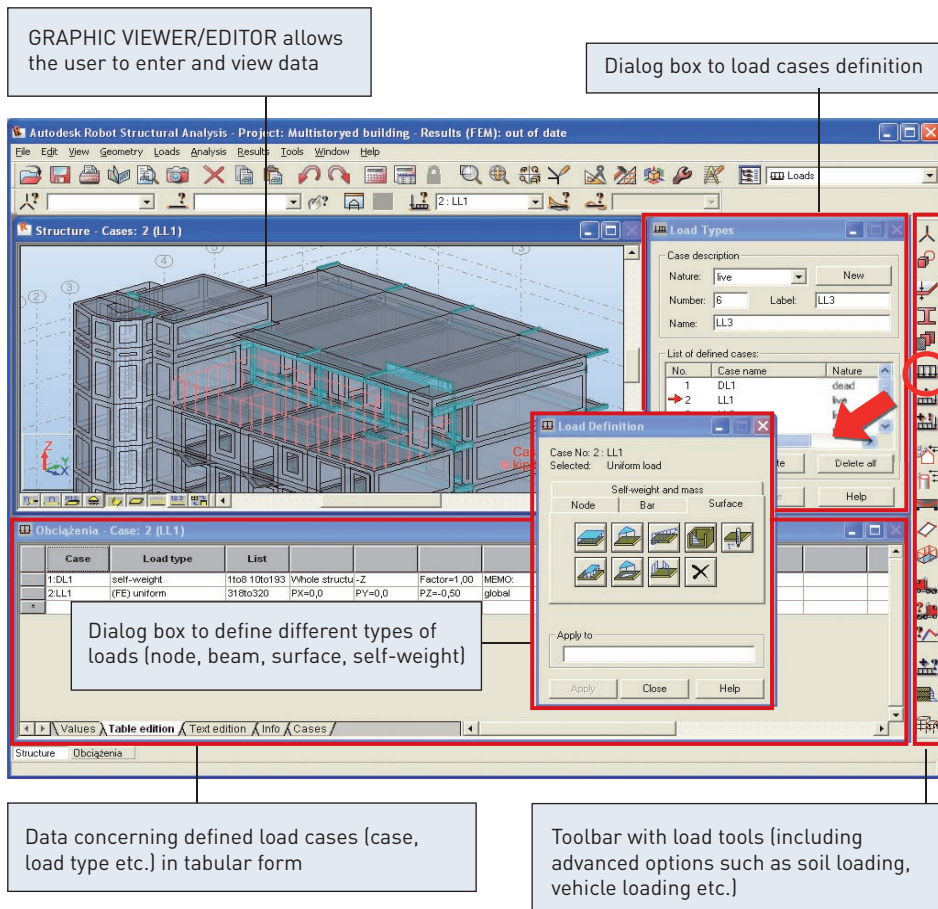 GRAPHIC VIEWER/EDITOR allows
the user to enter and view data
Dialog box to load cases definition
Autodesk Robot Structural Analysis - Project: Multistoryed building - Results (FEM): out of date
File Edit View Geometry Loads Analysis Results Tools Window Help
Loads
2: LL1
Structure - Cases: 2 (LL1)
Load Types
Case description
Nature: live New
Number: 6 Label: LL3
Name: LL3
List of defined cases:
No. Case name Nature
1 DL1 dead
2 LL1 live
Delete all
Help
Load Definition
Case No: 2 : LL1
Selected: Uniform load
Self-weight and mass
Node Bar Surface
Apply to
Apply Close Help
Obciążenia - Case: 2 (LL1)
Case Load type List
1:DL1 self-weight 1to8 10to193 Whole structu -Z Factor=1,00 MEMO:
2:LL1 (FE) uniform 318to320 PX=0,0 PY=0,0 PZ=-0,50 global
Dialog box to define different types of
loads (node, beam, surface, self-weight)
Values Table edition Text edition Info Cases
Structure Obciążenia
Data concerning defined load cases (case,
load type etc.) in tabular form
Toolbar with load tools (including
advanced options such as soil loading,
vehicle loading etc.)